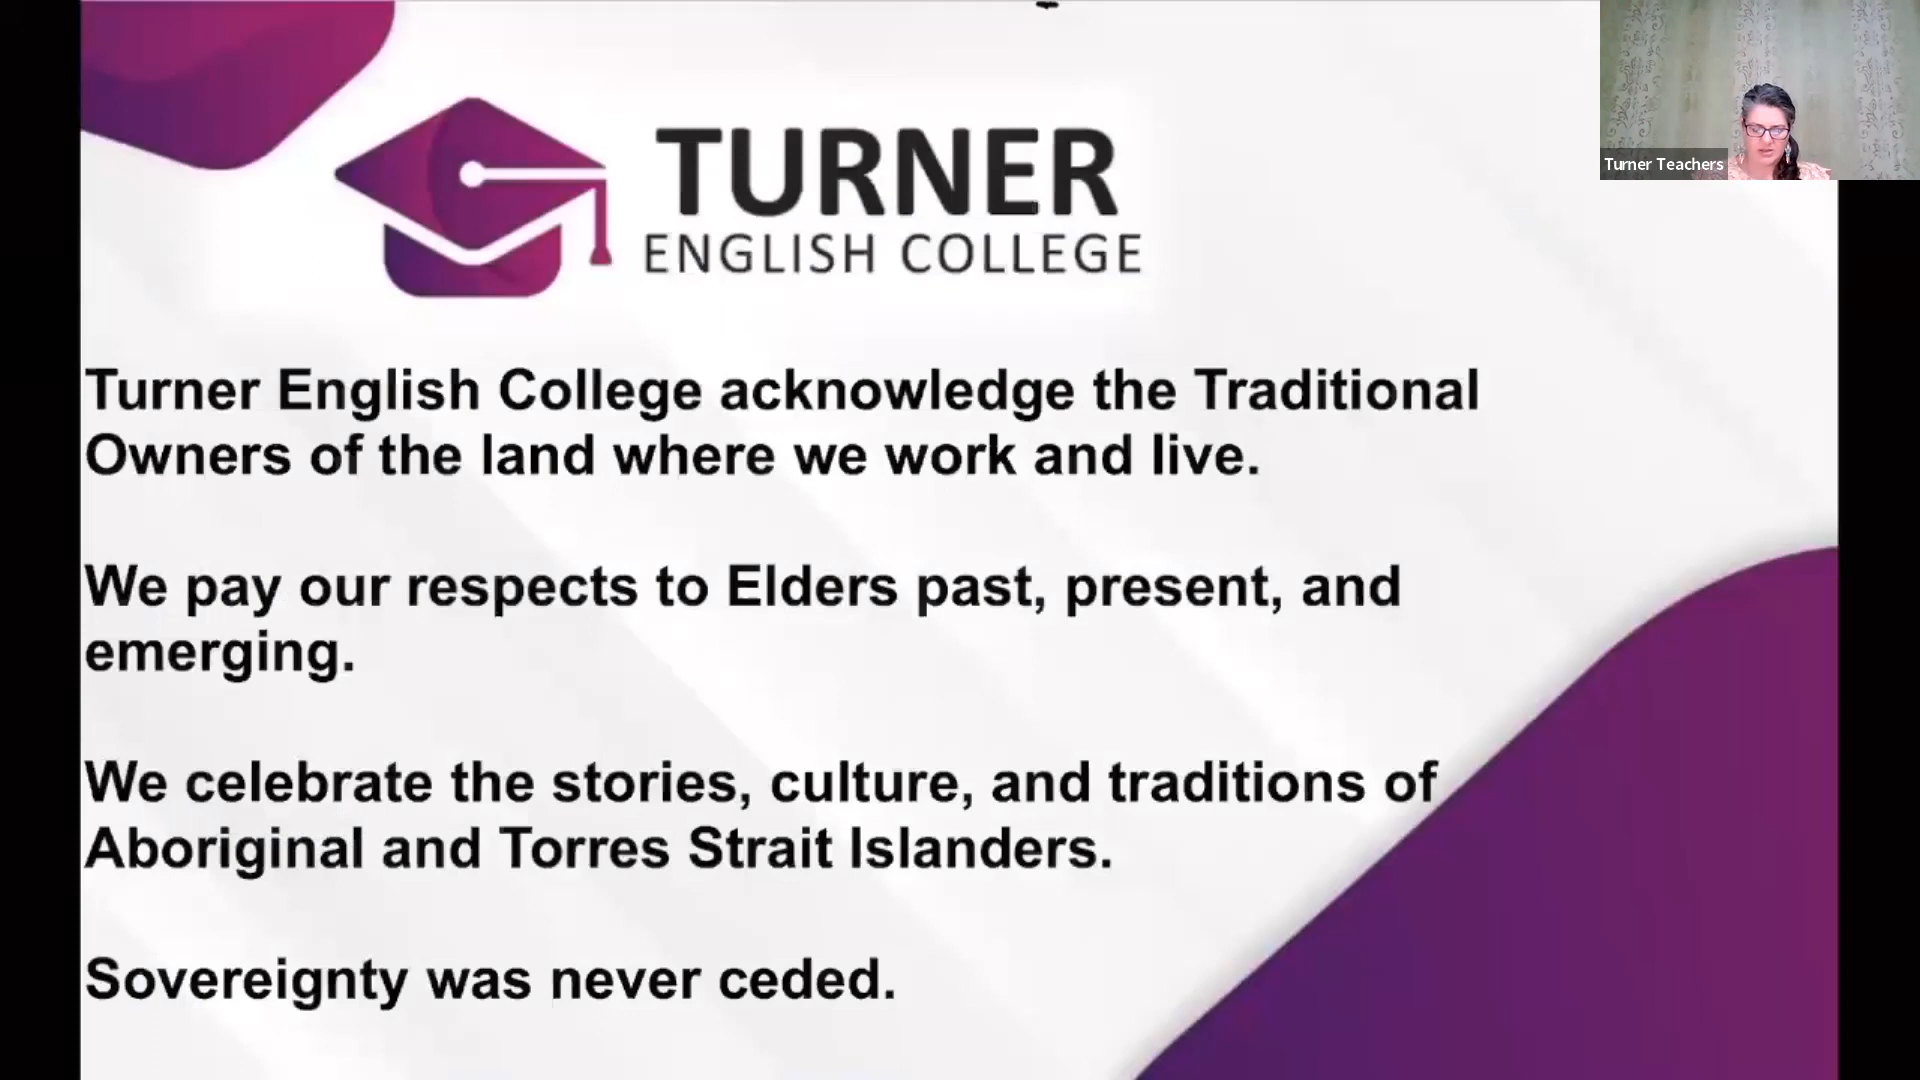 TURNER
ENGLISH COLLEGE
Turner Teachers
Turner English College acknowledge the Traditional
Owners of the land where we work and live.
We pay our respects to Elders past, present, and
emerging.
We celebrate the stories, culture, and traditions of
Aboriginal and Torres Strait Islanders.
Sovereignty was never ceded.